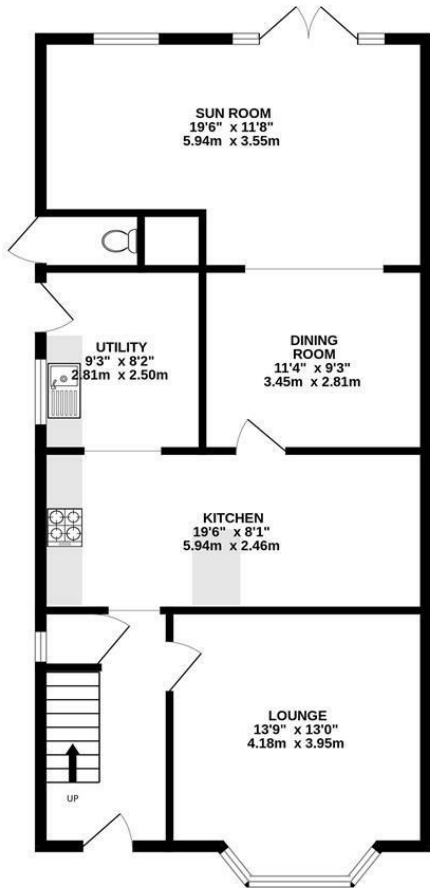 SUN ROOM
19'6" x 11'8"
5.94m x 3.55m
UTILITY
9'3" x 8'2"
2.81m x 2.50m
DINING
ROOM
11'4" x 9'3"
3.45m x 2.81m
KITCHEN
19'6" x 8'1"
5.94m x 2.46m
LOUNGE
13'9" x 13'0"
4.18m x 3.95m
UP